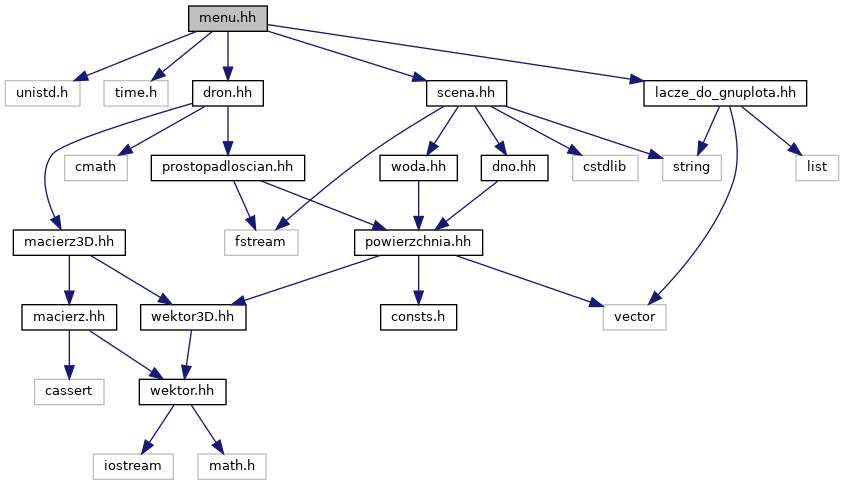 menu.hh
unistd.h
time.h
dron.hh
scena.hh
lacze_do_gnuplota.hh
cmath
prostopadloscian.hh
woda.hh
dno.hh
cstdlib
string
list
macierz3D.hh
fstream
powierzchnia.hh
macierz.hh
wektor3D.hh
consts.h
vector
cassert
wektor.hh
iostream
math.h